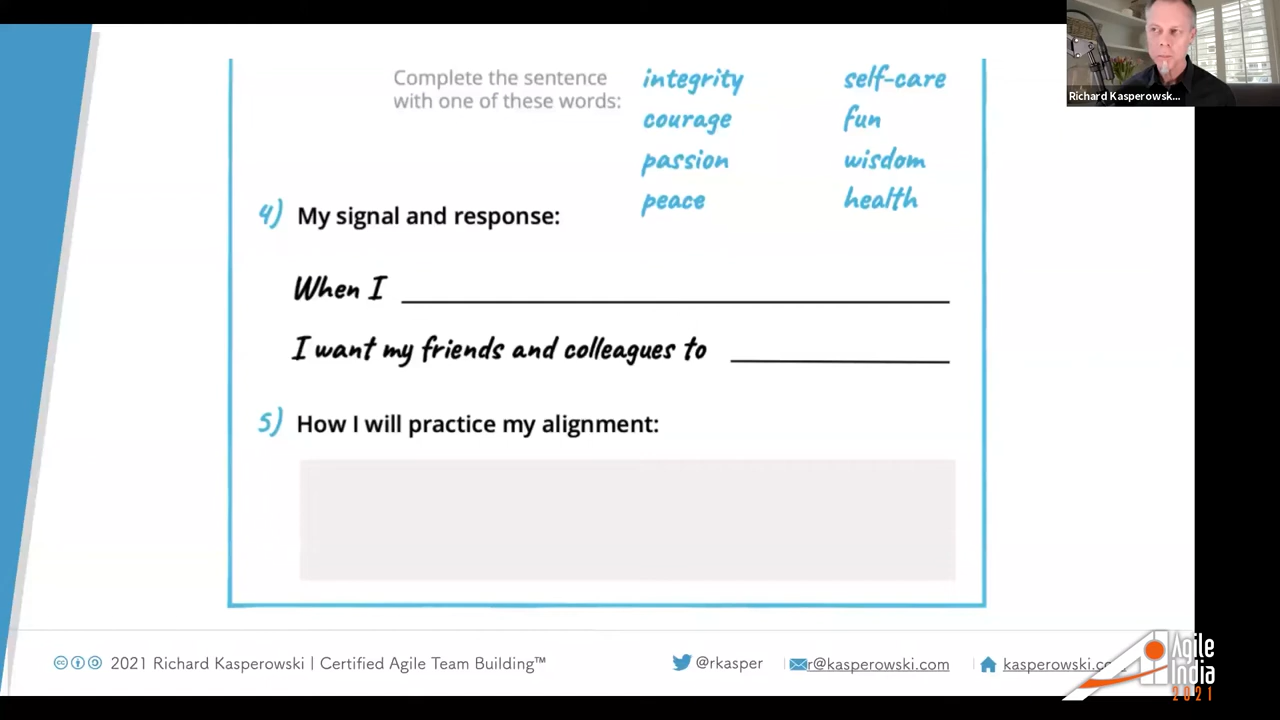 Complete the sentence
with one of these words:
integrity self-care
courage fun
passion wisdom
peace health
4) My signal and response:
When I
I want my friends and colleagues to
5) How I will practice my alignment:
2021 Richard Kasperowski | Certified Agile Team Building™
@rkasper
r@kasperowski.com
kasperowski.co
Richard Kasperowsk...
Agile
India
2021